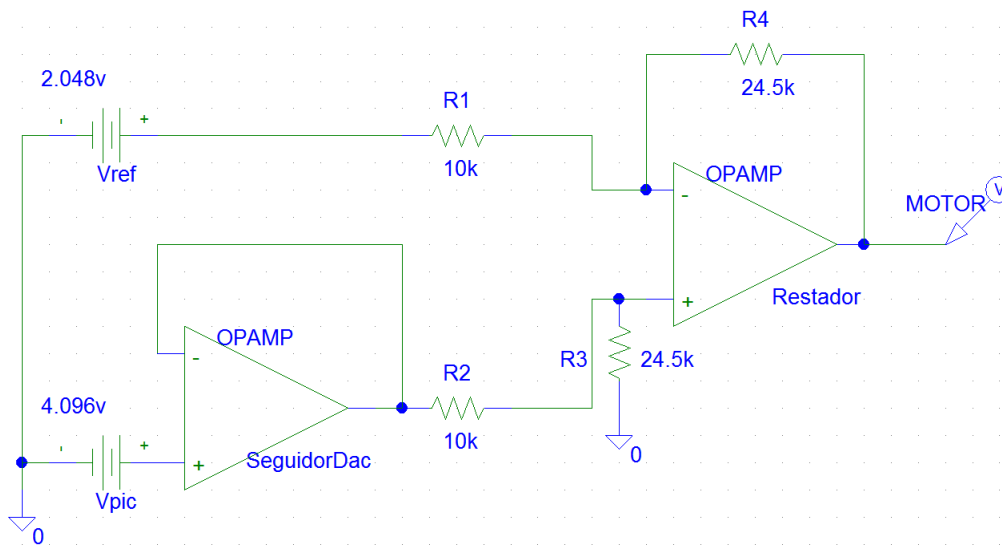 R4
24.5k
2.048v
- +
Vref
R1
10k
OPAMP
-
+
Restador
MOTOR
V
R3
24.5k
0
OPAMP
-
+
SeguidorDac
R2
10k
4.096v
- +
Vpic
0